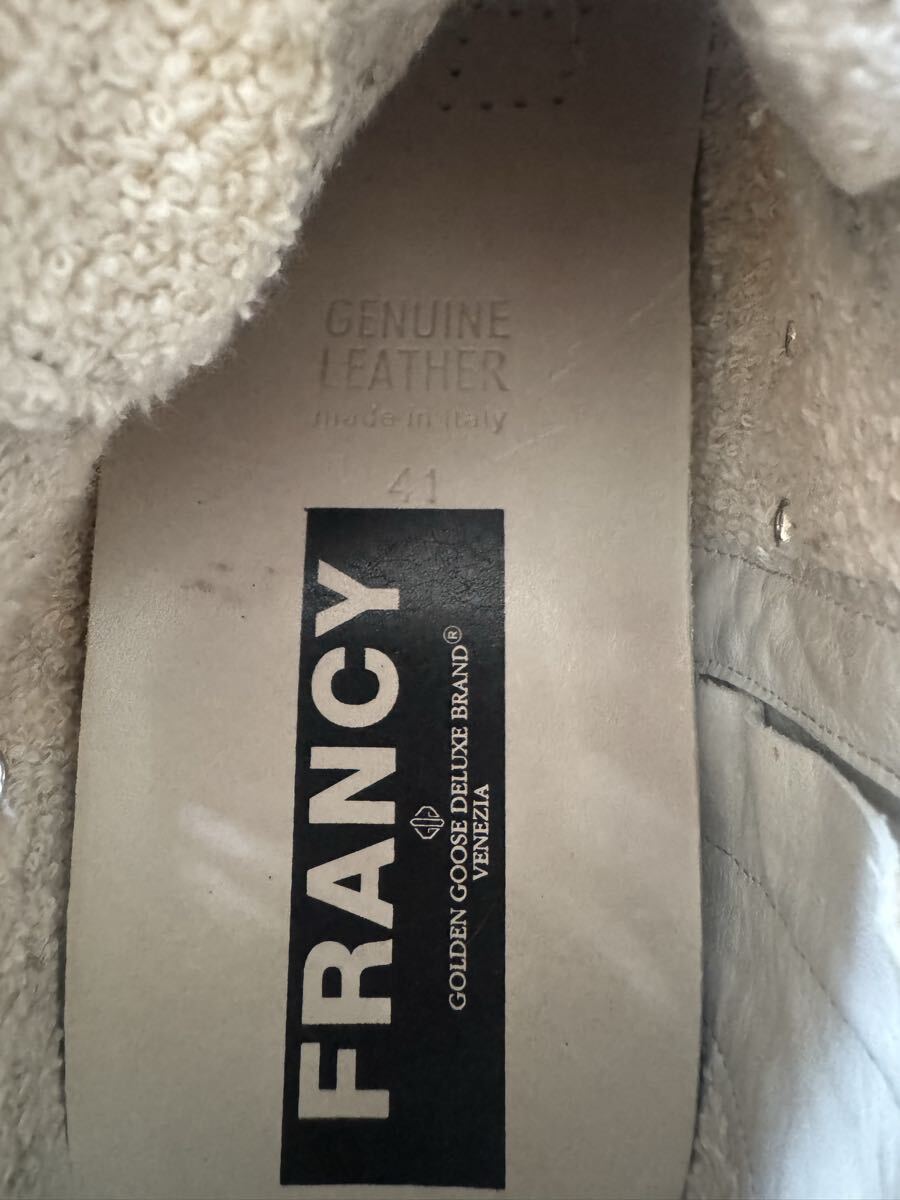 GENUINE
LEATHER
made in italy
41
FRANCY
GOLDEN GOOSE DELUXE BRAND®
VENEZIA